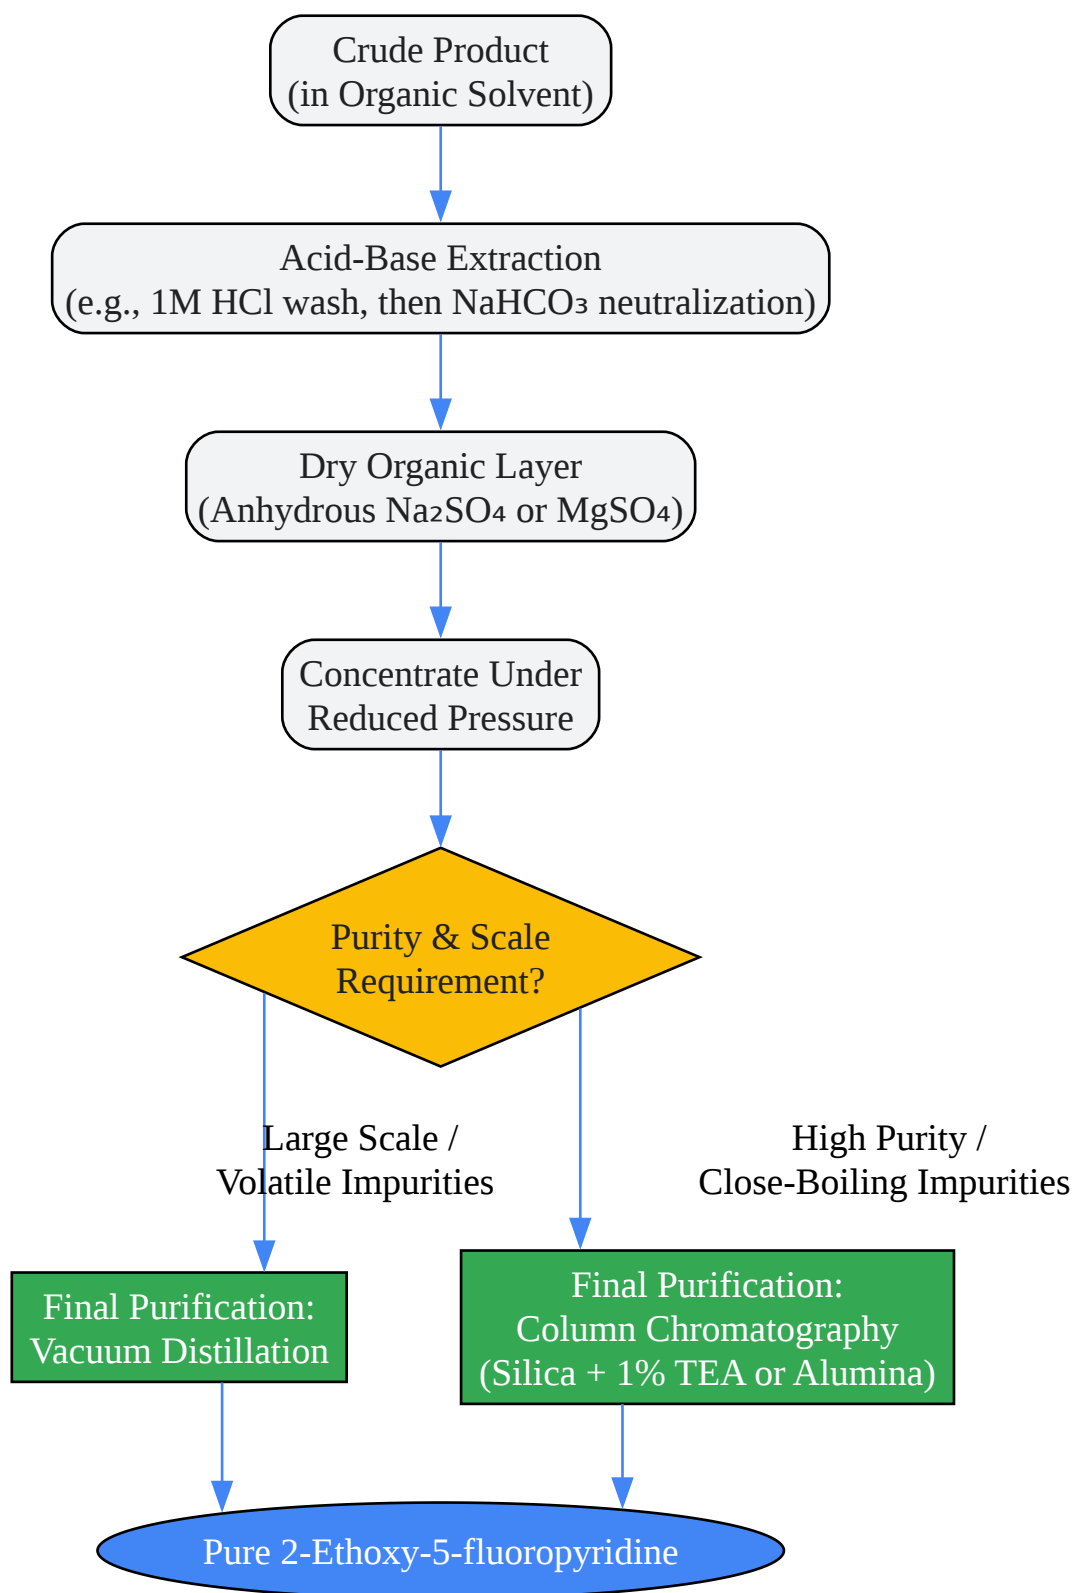 Crude Product
(in Organic Solvent)
Acid-Base Extraction
(e.g., 1M HCl wash, then NaHCO₃ neutralization)
Dry Organic Layer
(Anhydrous Na₂SO₄ or MgSO₄)
Concentrate Under
Reduced Pressure
Purity & Scale
Requirement?
Large Scale /
Volatile Impurities
High Purity /
Close-Boiling Impurities
Final Purification:
Vacuum Distillation
Final Purification:
Column Chromatography
(Silica + 1% TEA or Alumina)
Pure 2-Ethoxy-5-fluoropyridine